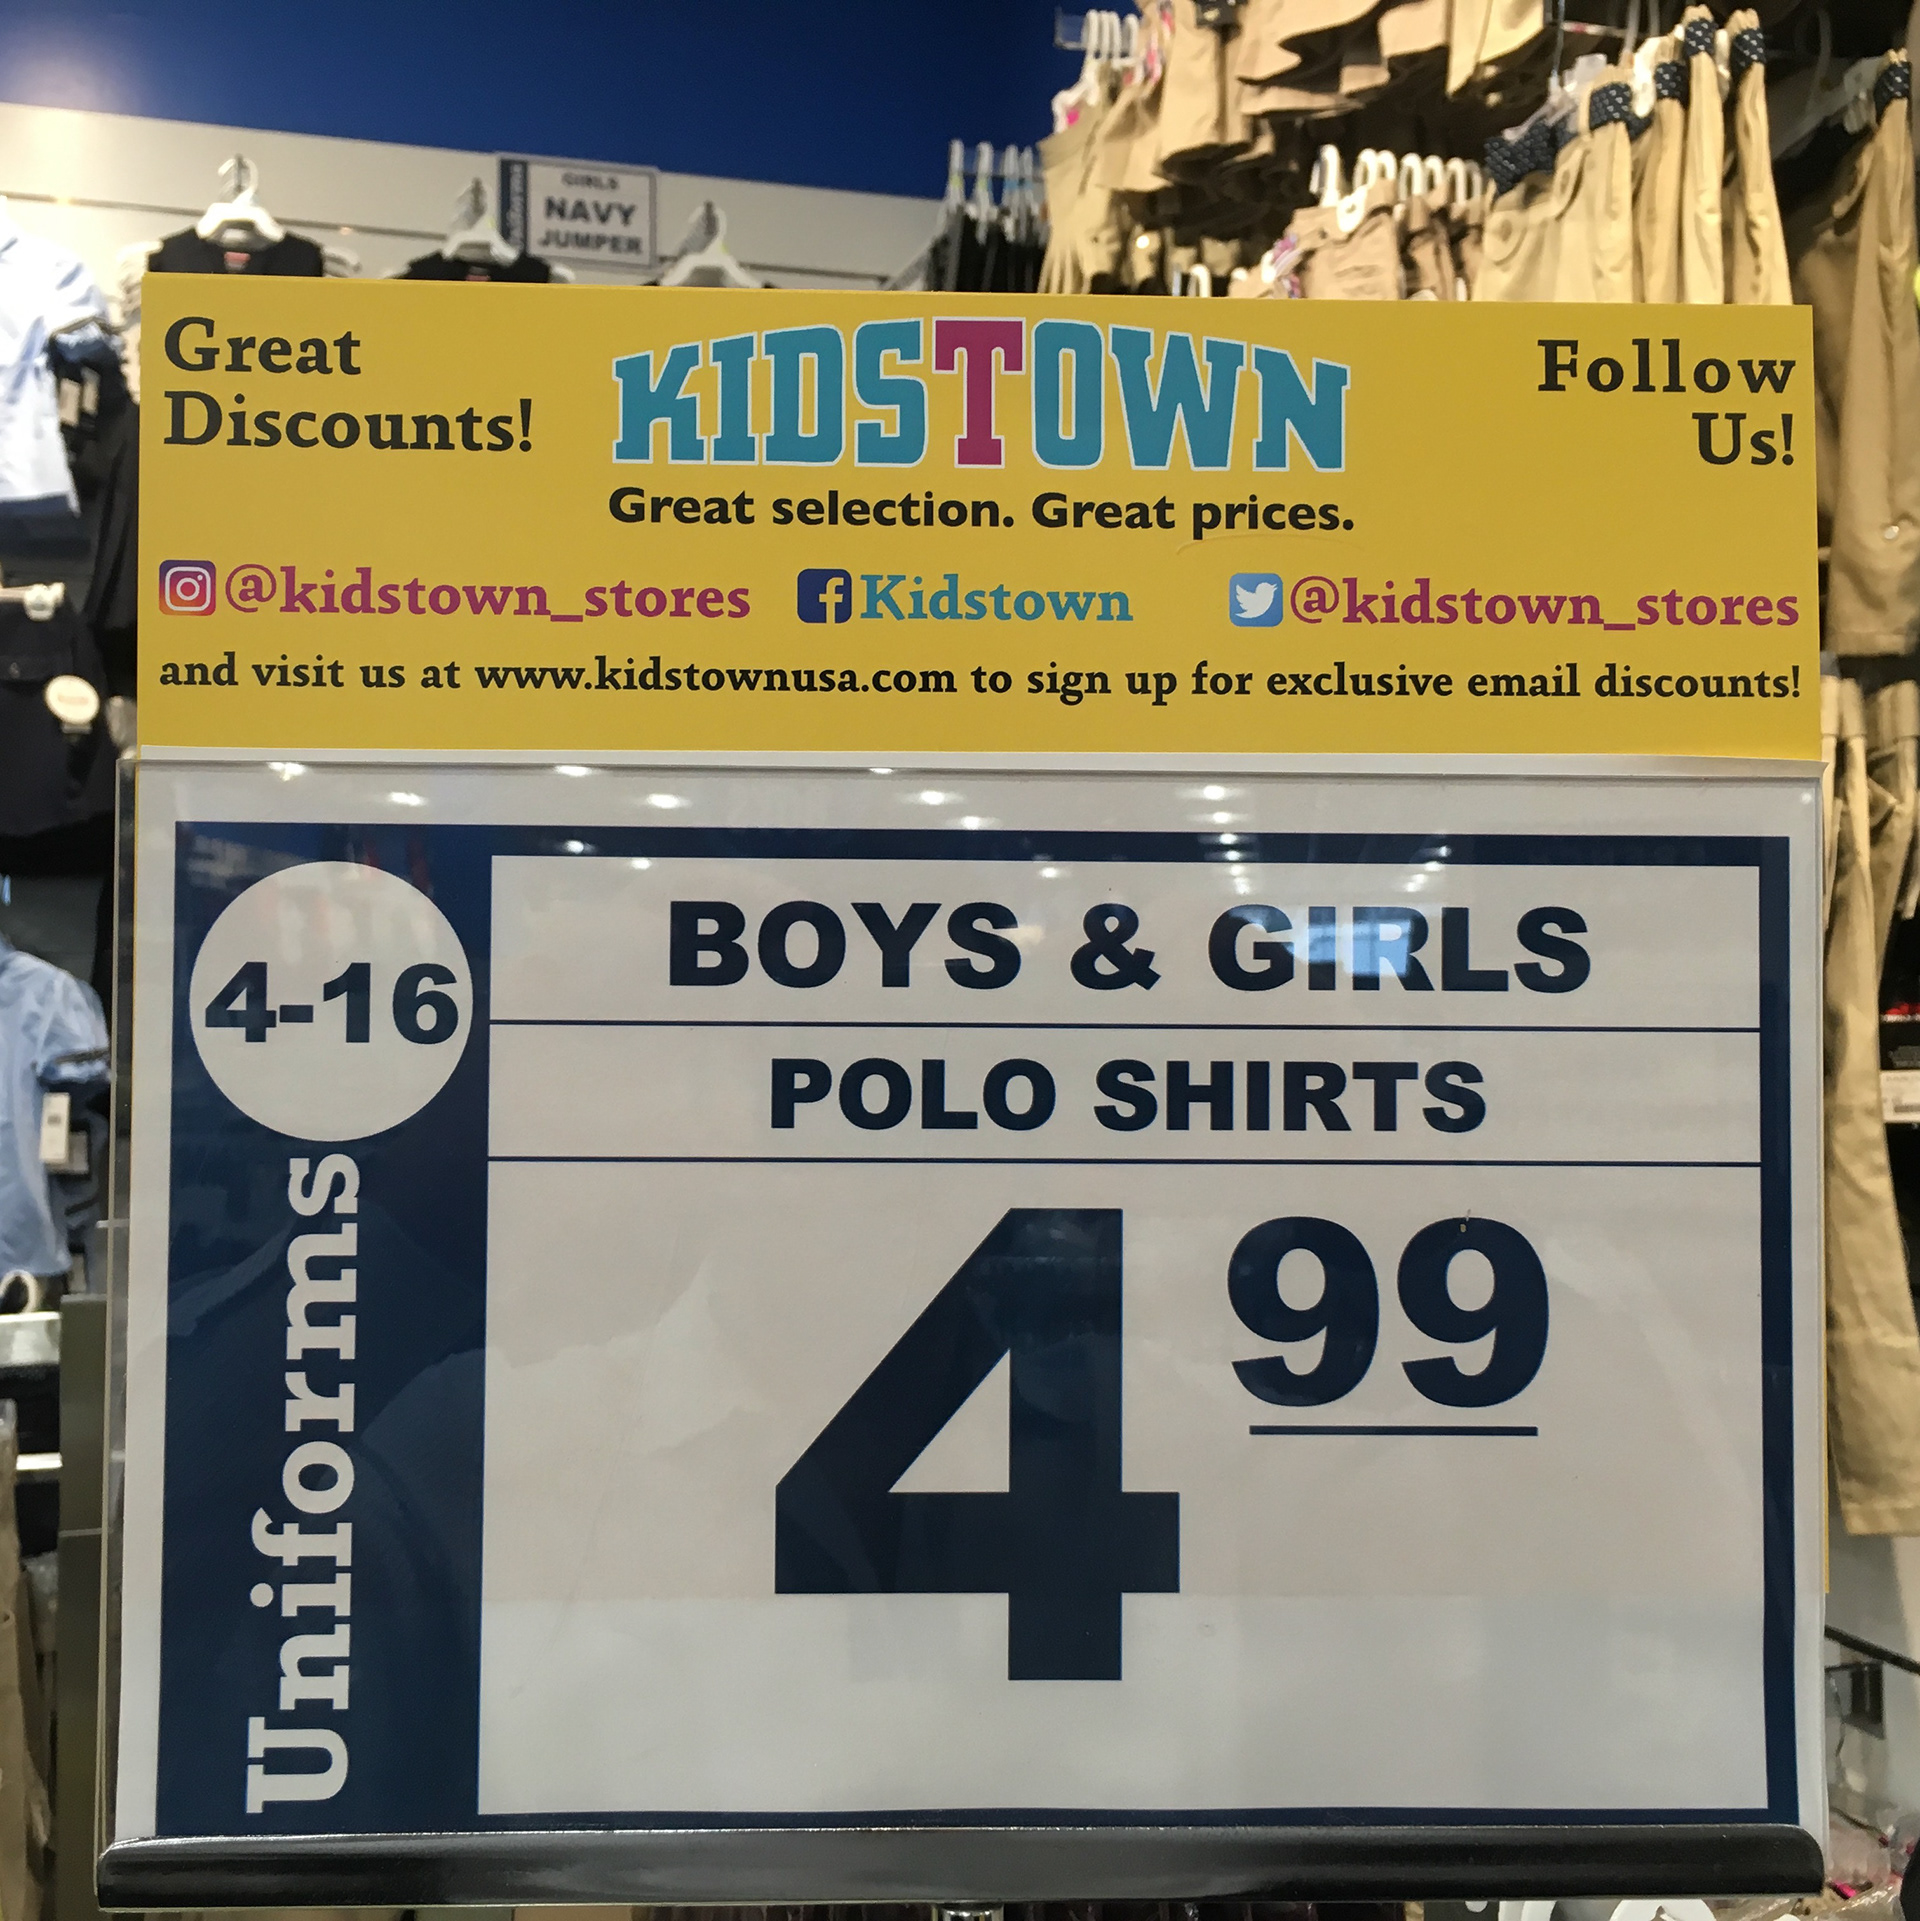 GIRLS
NAVY
JUMPER
Great
Discounts!
KIDSTOWN
Great selection. Great prices.
Follow
Us!
@kidstown_stores Kidstown @kidstown_stores
and visit us at www.kidstownusa.com to sign up for exclusive email discounts!
4-16
Uniforms
BOYS & GIRLS
POLO SHIRTS
4 99